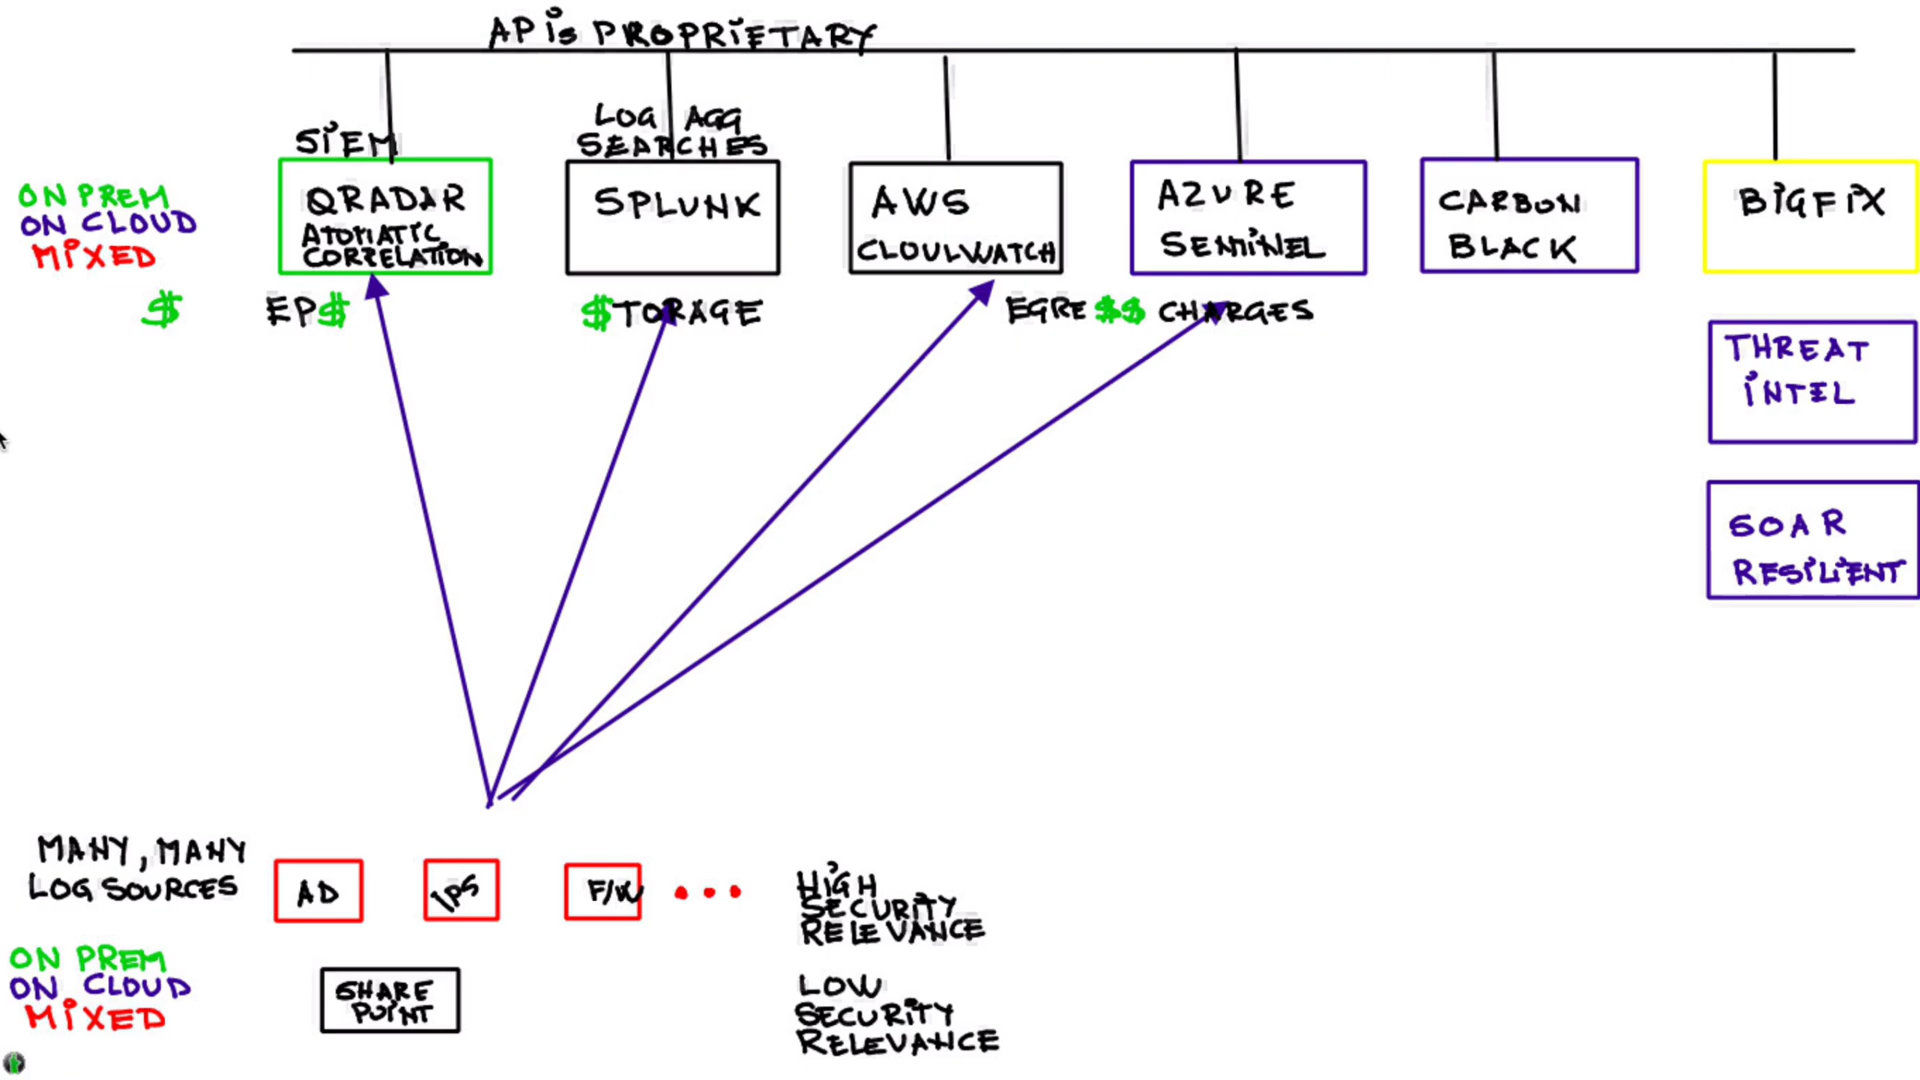 APIs PROPRIETARY
SIEM
LOG AGG
SEARCHES
ON PREM
ON CLOUD
MIXED
$
QRADAR
ATOMATIC
CORRELATION
SPLUNK
AWS
CLOULWATCH
AZURE
SENTINEL
CARBON
BLACK
BIGFIX
EP$
$TORAGE
EGRE$$ CHARGES
THREAT
INTEL
SOAR
RESILIENT
MANY, MANY
LOG SOURCES
AD
IPS
F/W
...
HIGH
SECURITY
RELEVANCE
ON PREM
ON CLOUD
MIXED
SHARE
POINT
LOW
SECURITY
RELEVANCE